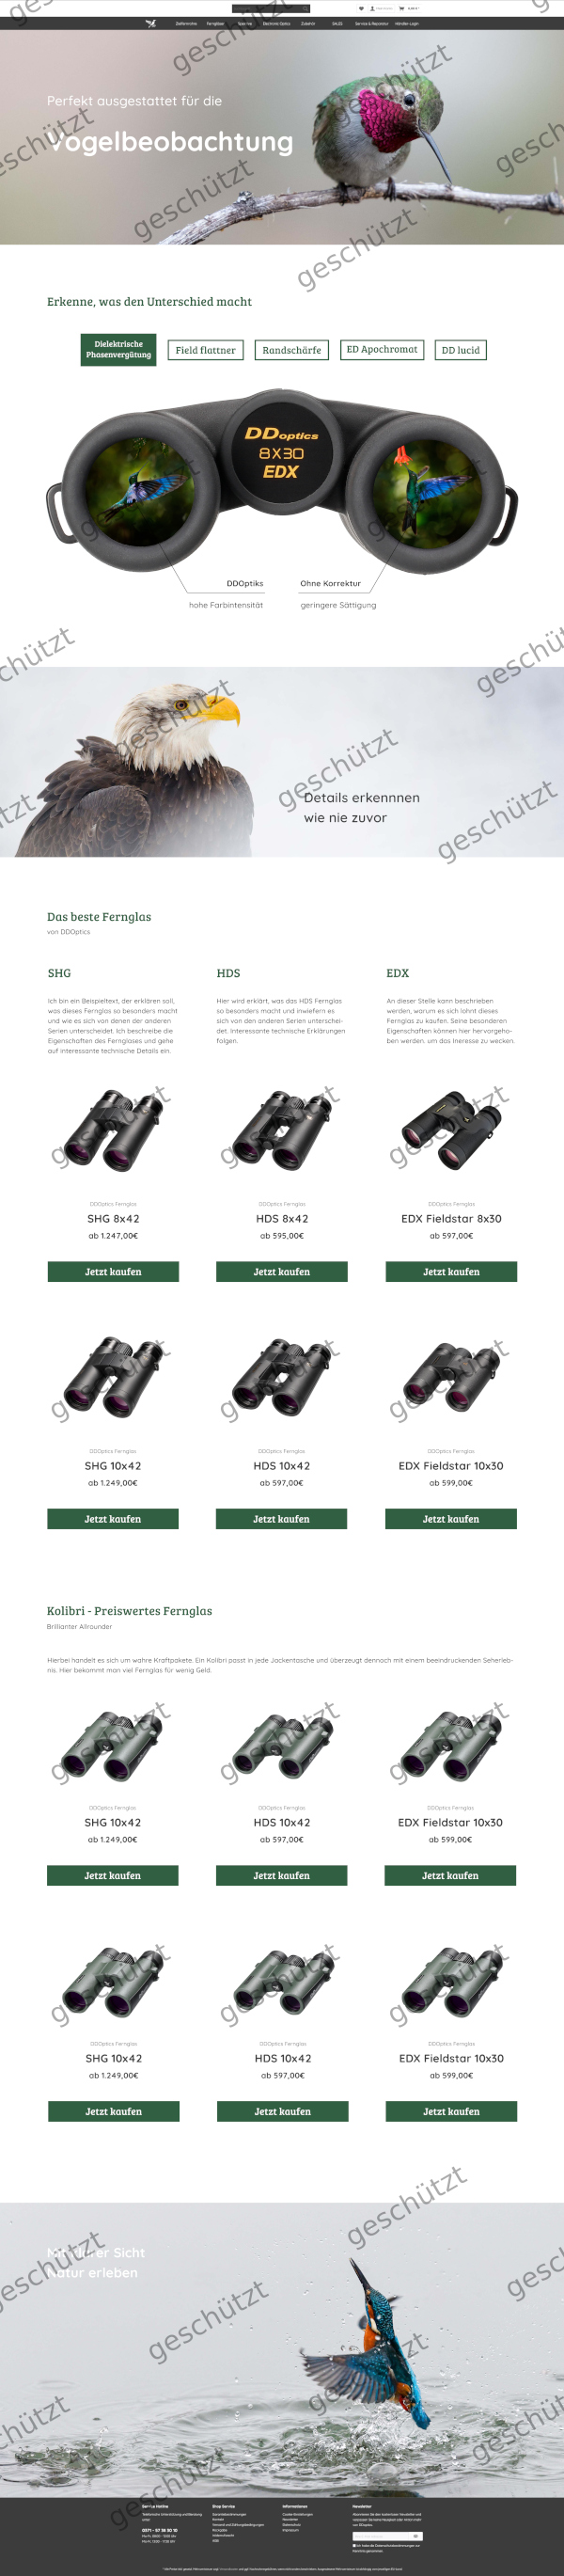 Zielfernrohre Ferngläser Spektive Electronic Optics Zubehör SALES Service & Reparatur Händler-Login
Perfekt ausgestattet für die
Vogelbeobachtung
Erkenne, was den Unterschied macht
Dielektrische
Phasenvergütung
Field flattner
Randschärfe
ED Apochromat
DD lucid
DDoptics
8X30
EDX
DDOptiks
hohe Farbintensität
Ohne Korrektur
geringere Sättigung
Details erkennnen
wie nie zuvor
Das beste Fernglas
von DDOptics
SHG
Ich bin ein Beispieltext, der erklären soll,
was dieses Fernglas so besonders macht
und wie es sich von denen der anderen
Serien unterscheidet. Ich beschreibe die
Eigenschaften des Fernglases und gehe
auf interessante technische Details ein.
HDS
Hier wird erklärt, was das HDS Fernglas
so besonders macht und inwiefern es
sich von den anderen Serien unterschei-
det. Interessante technische Erklärungen
folgen.
EDX
An dieser Stelle kann beschrieben
werden, warum es sich lohnt dieses
Fernglas zu kaufen. Seine besonderen
Eigenschaften können hier hervorgeho-
ben werden. um das Inresse zu wecken.
DDOptics Fernglas
SHG 8x42
ab 1.247,00€
Jetzt kaufen
DDOptics Fernglas
HDS 8x42
ab 595,00€
Jetzt kaufen
DDOptics Fernglas
EDX Fieldstar 8x30
ab 597,00€
Jetzt kaufen
DDOptics Fernglas
SHG 10x42
ab 1.249,00€
Jetzt kaufen
DDOptics Fernglas
HDS 10x42
ab 597,00€
Jetzt kaufen
DDOptics Fernglas
EDX Fieldstar 10x30
ab 599,00€
Jetzt kaufen
Kolibri - Preiswertes Fernglas
Brillianter Allrounder
Hierbei handelt es sich um wahre Kraftpakete. Ein Kolibri passt in jede Jackentasche und überzeugt dennoch mit einem beeindruckenden Seherleb-
nis. Hier bekommt man viel Fernglas für wenig Geld.
DDOptics Fernglas
SHG 10x42
ab 1.249,00€
Jetzt kaufen
DDOptics Fernglas
HDS 10x42
ab 597,00€
Jetzt kaufen
DDOptics Fernglas
EDX Fieldstar 10x30
ab 599,00€
Jetzt kaufen
DDOptics Fernglas
SHG 10x42
ab 1.249,00€
Jetzt kaufen
DDOptics Fernglas
HDS 10x42
ab 597,00€
Jetzt kaufen
DDOptics Fernglas
EDX Fieldstar 10x30
ab 599,00€
Jetzt kaufen
Mit klarer Sicht
Natur erleben
Service Hotline
Shop Service
Informationen
Newsletter
geschützt